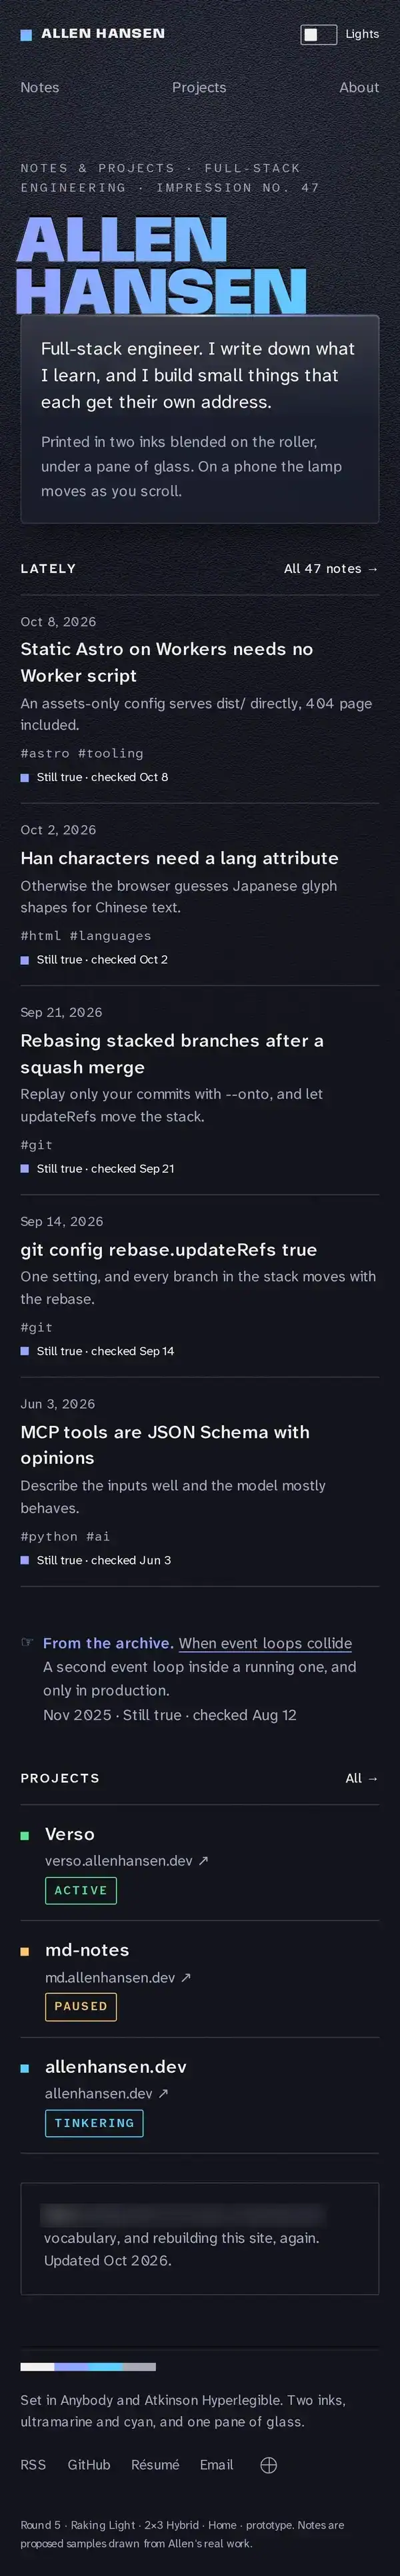 ALLEN HANSEN
Lights
Notes Projects About
NOTES & PROJECTS · FULL-STACK
ENGINEERING · IMPRESSION NO. 47
ALLEN
HANSEN
Full-stack engineer. I write down what
I learn, and I build small things that
each get their own address.
Printed in two inks blended on the roller,
under a pane of glass. On a phone the lamp
moves as you scroll.
LATELY
All 47 notes →
Oct 8, 2026
Static Astro on Workers needs no
Worker script
An assets-only config serves dist/ directly, 404 page
included.
#astro #tooling
Still true · checked Oct 8
Oct 2, 2026
Han characters need a lang attribute
Otherwise the browser guesses Japanese glyph
shapes for Chinese text.
#html #languages
Still true · checked Oct 2
Sep 21, 2026
Rebasing stacked branches after a
squash merge
Replay only your commits with --onto, and let
updateRefs move the stack.
#git
Still true · checked Sep 21
Sep 14, 2026
git config rebase.updateRefs true
One setting, and every branch in the stack moves with
the rebase.
#git
Still true · checked Sep 14
Jun 3, 2026
MCP tools are JSON Schema with
opinions
Describe the inputs well and the model mostly
behaves.
#python #ai
Still true · checked Jun 3
☞ From the archive. When event loops collide
A second event loop inside a running one, and
only in production.
Nov 2025 · Still true · checked Aug 12
PROJECTS
All →
Verso
verso.allenhansen.dev ↗
ACTIVE
md-notes
md.allenhansen.dev ↗
PAUSED
allenhansen.dev
allenhansen.dev ↗
TINKERING
vocabulary, and rebuilding this site, again.
Updated Oct 2026.
Set in Anybody and Atkinson Hyperlegible. Two inks,
ultramarine and cyan, and one pane of glass.
RSS GitHub Résumé Email
Round 5 · Raking Light · 2×3 Hybrid · Home · prototype. Notes are
proposed samples drawn from Allen's real work.